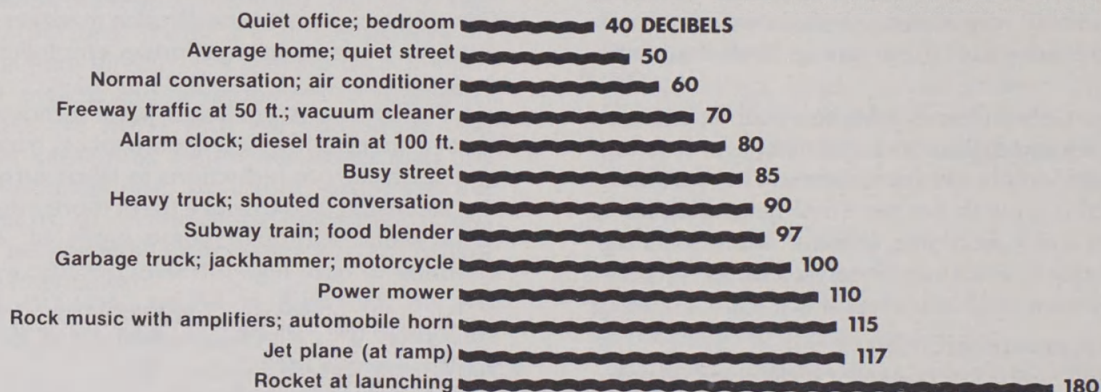 Quiet office; bedroom 40 DECIBELS
Average home; quiet street 50
Normal conversation; air conditioner 60
Freeway traffic at 50 ft.; vacuum cleaner 70
Alarm clock; diesel train at 100 ft. 80
Busy street 85
Heavy truck; shouted conversation 90
Subway train; food blender 97
Garbage truck; jackhammer; motorcycle 100
Power mower 110
Rock music with amplifiers; automobile horn 115
Jet plane (at ramp) 117
Rocket at launching 180